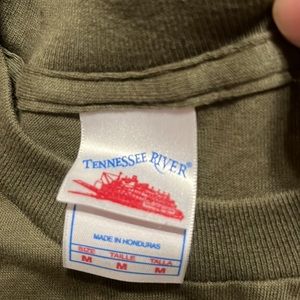 TENNESSEE RIVER®
MADE IN HONDURAS
SIZE TAILLE TALLA
M M M